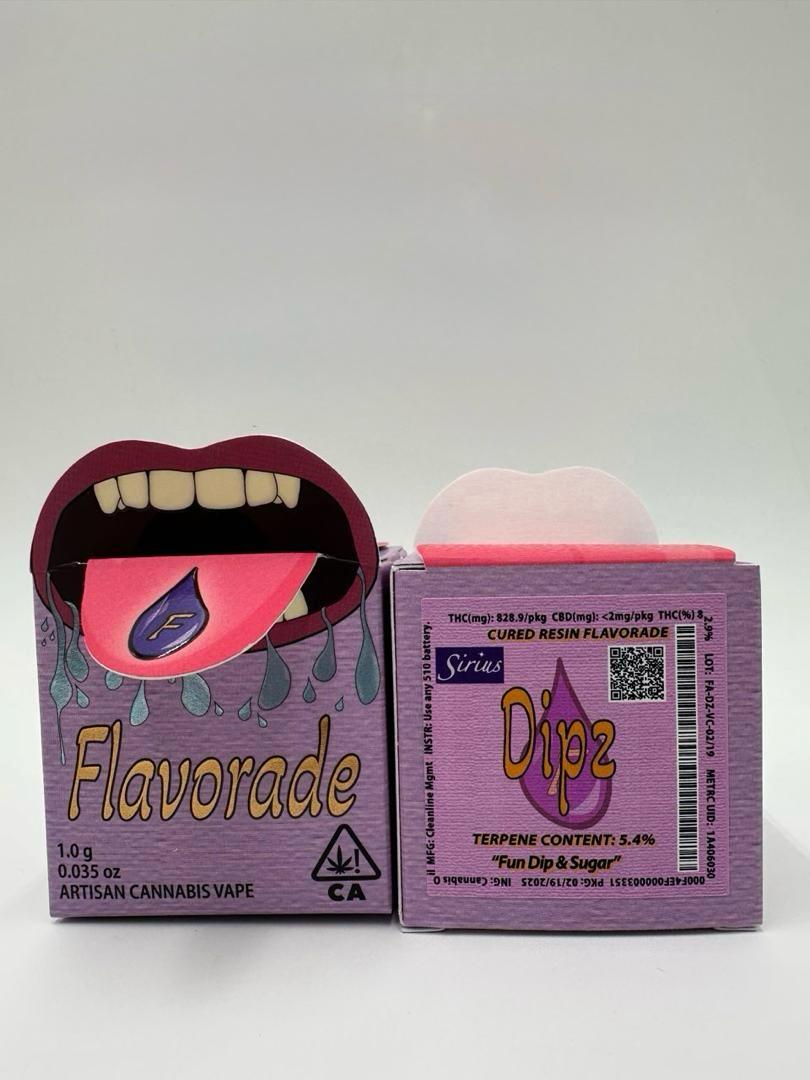 F
Flavorade
1.0 g
0.035 oz
ARTISAN CANNABIS VAPE
CA
THC(mg): 828.9/pkg CBD(mg): <2mg/pkg THC(%) 82.9% LOT: FA-DZ-VC-02/19 METRC UID: 1A406030
000F4EF000003351 PKG: 02/19/2025 ING: Cannabis Oil MFG: Cleanline Mgmt INSTR: Use any 510 battery.
CURED RESIN FLAVORADE
Sirius
Dipz
TERPENE CONTENT: 5.4%
"Fun Dip & Sugar"